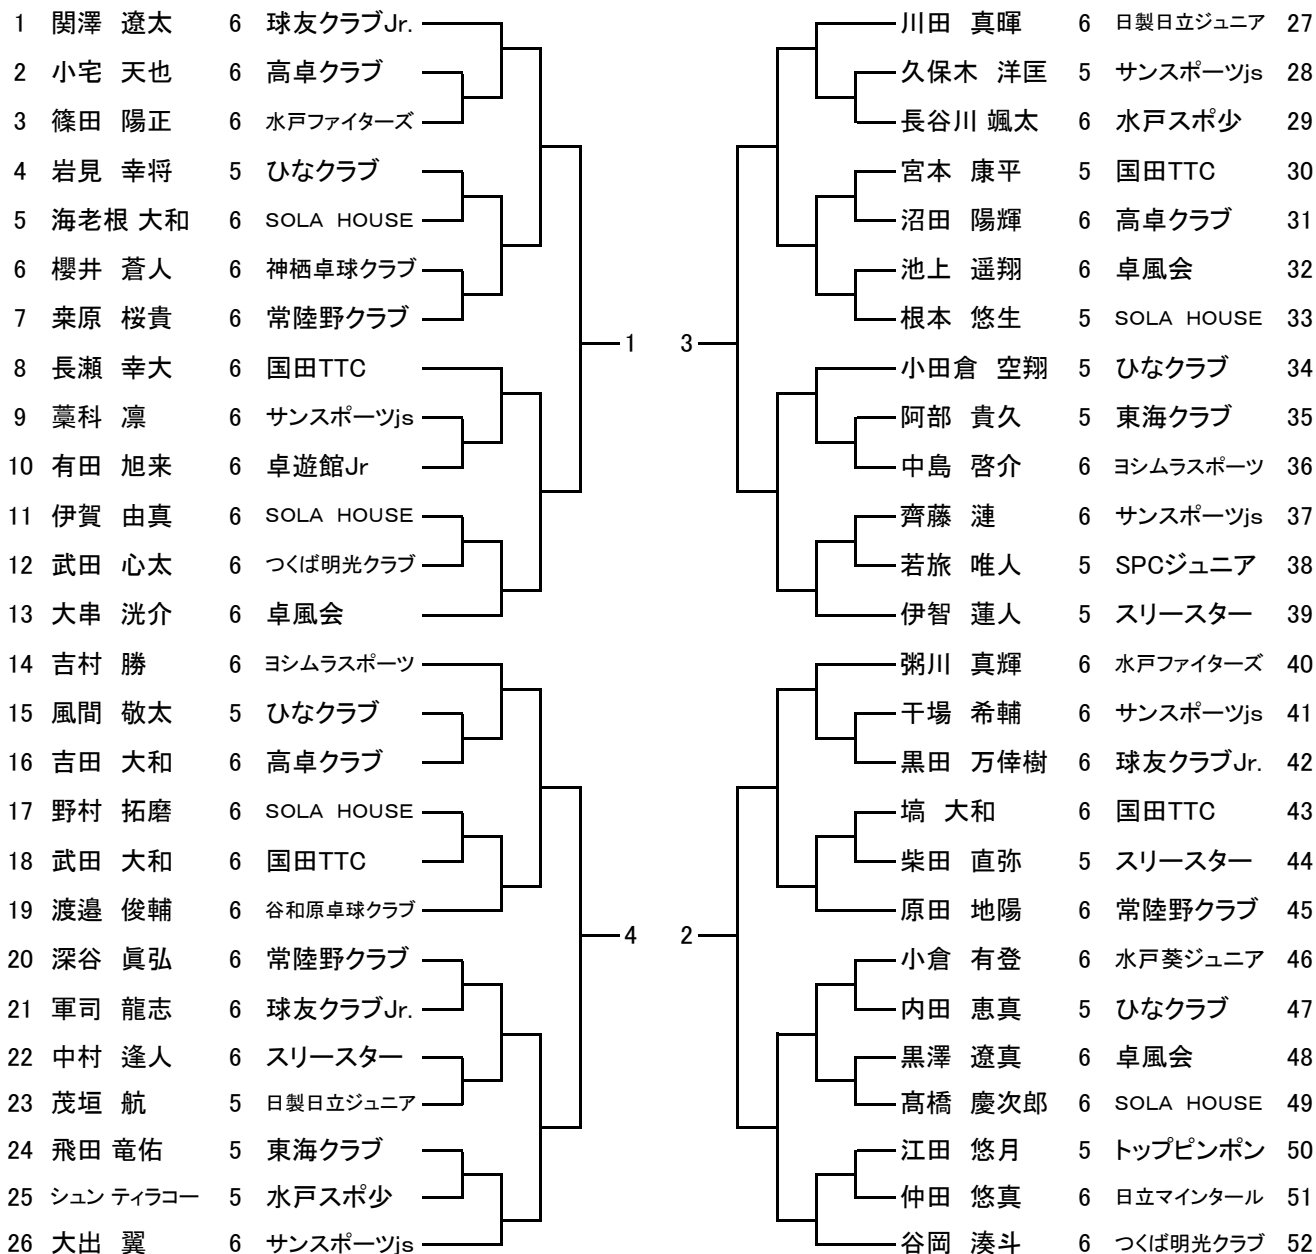 1 関澤 遼太 6 球友クラブJr.
2 小宅 天也 6 高卓クラブ
3 篠田 陽正 6 水戸ファイターズ
4 岩見 幸将 5 ひなクラブ
5 海老根 大和 6 SOLA HOUSE
6 櫻井 蒼人 6 神栖卓球クラブ
7 桒原 桜貴 6 常陸野クラブ
8 長瀬 幸大 6 国田TTC
9 藁科 凛 6 サンスポーツjs
10 有田 旭来 6 卓遊館Jr
11 伊賀 由真 6 SOLA HOUSE
12 武田 心太 6 つくば明光クラブ
13 大串 洸介 6 卓風会
1
14 吉村 勝 6 ヨシムラスポーツ
15 風間 敬太 5 ひなクラブ
16 吉田 大和 6 高卓クラブ
17 野村 拓磨 6 SOLA HOUSE
18 武田 大和 6 国田TTC
19 渡邉 俊輔 6 谷和原卓球クラブ
20 深谷 眞弘 6 常陸野クラブ
21 軍司 龍志 6 球友クラブJr.
22 中村 逢人 6 スリースター
23 茂垣 航 5 日製日立ジュニア
24 飛田 竜佑 5 東海クラブ
25 シュン ティラコー 5 水戸スポ少
26 大出 翼 6 サンスポーツjs
4
川田 真暉 6 日製日立ジュニア 27
久保木 洋匡 5 サンスポーツjs 28
長谷川 颯太 6 水戸スポ少 29
宮本 康平 5 国田TTC 30
沼田 陽輝 6 高卓クラブ 31
池上 遥翔 6 卓風会 32
根本 悠生 5 SOLA HOUSE 33
小田倉 空翔 5 ひなクラブ 34
阿部 貴久 5 東海クラブ 35
中島 啓介 6 ヨシムラスポーツ 36
齊藤 漣 6 サンスポーツjs 37
若旅 唯人 5 SPCジュニア 38
伊智 蓮人 5 スリースター 39
3
粥川 真輝 6 水戸ファイターズ 40
干場 希輔 6 サンスポーツjs 41
黒田 万倖樹 6 球友クラブJr. 42
塙 大和 6 国田TTC 43
柴田 直弥 5 スリースター 44
原田 地陽 6 常陸野クラブ 45
小倉 有登 6 水戸葵ジュニア 46
内田 恵真 5 ひなクラブ 47
黒澤 遼真 6 卓風会 48
髙橋 慶次郎 6 SOLA HOUSE 49
江田 悠月 5 トップピンポン 50
仲田 悠真 6 日立マインタール 51
谷岡 湊斗 6 つくば明光クラブ 52
2